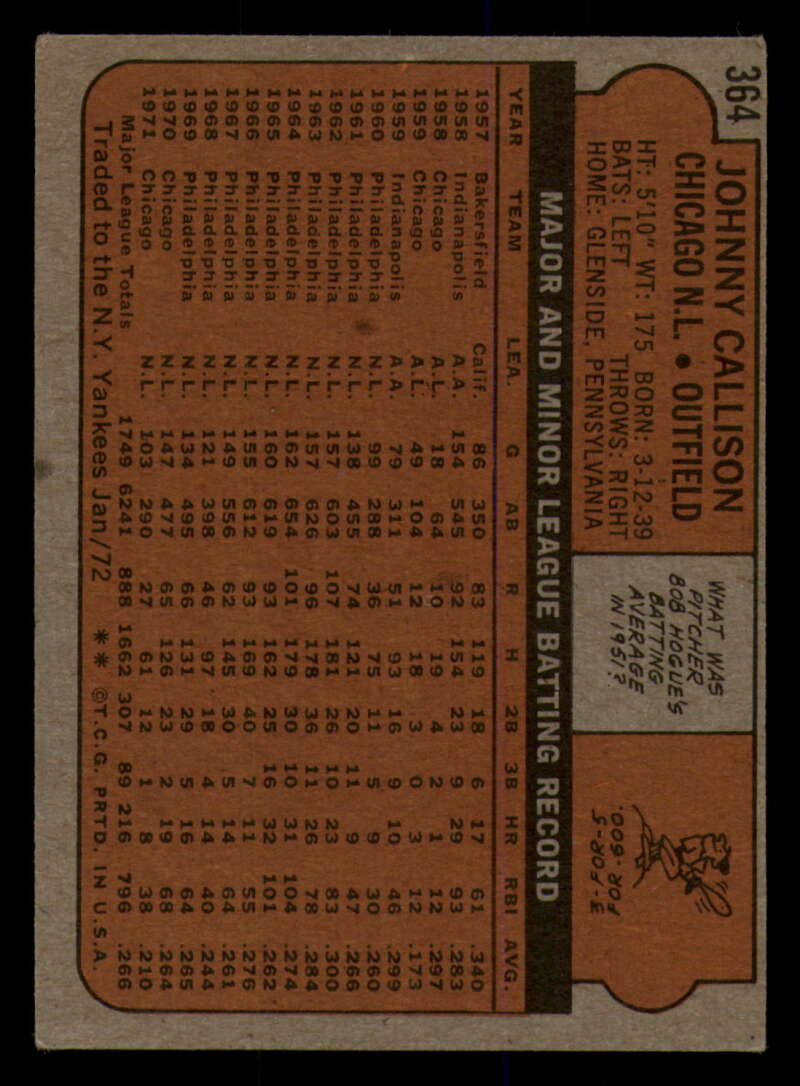 364
JOHNNY CALLISON
CHICAGO N.L. • OUTFIELD
HT: 5'10" WT: 175 BORN: 3-12-39
BATS: LEFT THROWS: RIGHT
HOME: GLENSIDE, PENNSYLVANIA
WHAT WAS
PITCHER
BOB HOGUE'S
BATTING
AVERAGE
IN 1951?
3-FOR-5
FOR .600.
MAJOR AND MINOR LEAGUE BATTING RECORD
YEAR TEAM LEA. G AB R H 2B 3B HR RBI AVG.
1957 Bakersfield Calif. 86 350 83 119 18 6 17 61 .340
1958 Indianapolis A.A. 154 545 92 154 23 9 29 93 .283
1958 Chicago A.L. 18 64 10 19 4 2 1 12 .297
1959 Chicago A.L. 49 104 12 18 3 0 3 12 .173
1959 Indianapolis A.A. 79 311 51 93 16 9 10 46 .299
1960 Philadelphia N.L. 99 288 36 75 11 5 9 30 .260
1961 Philadelphia N.L. 138 455 74 121 20 11 9 47 .266
1962 Philadelphia N.L. 157 603 107 181 26 10 23 83 .300
1963 Philadelphia N.L. 157 626 96 178 36 11 26 78 .284
1964 Philadelphia N.L. 162 654 101 179 30 10 31 104 .274
1965 Philadelphia N.L. 160 619 93 162 25 16 32 101 .262
1966 Philadelphia N.L. 155 612 93 169 40 7 11 55 .276
1967 Philadelphia N.L. 149 556 62 145 30 5 14 64 .261
1968 Philadelphia N.L. 121 398 46 97 18 4 14 40 .244
1969 Philadelphia N.L. 134 495 66 131 29 5 16 64 .265
1970 Chicago N.L. 147 477 65 126 23 2 19 68 .264
1971 Chicago N.L. 103 290 27 61 12 1 8 38 .210
Major League Totals 1749 6241 888 1662 307 89 216 796 .266
Traded to the N.Y. Yankees Jan/72 ** ©T.C.G. PRTD. IN U.S.A.